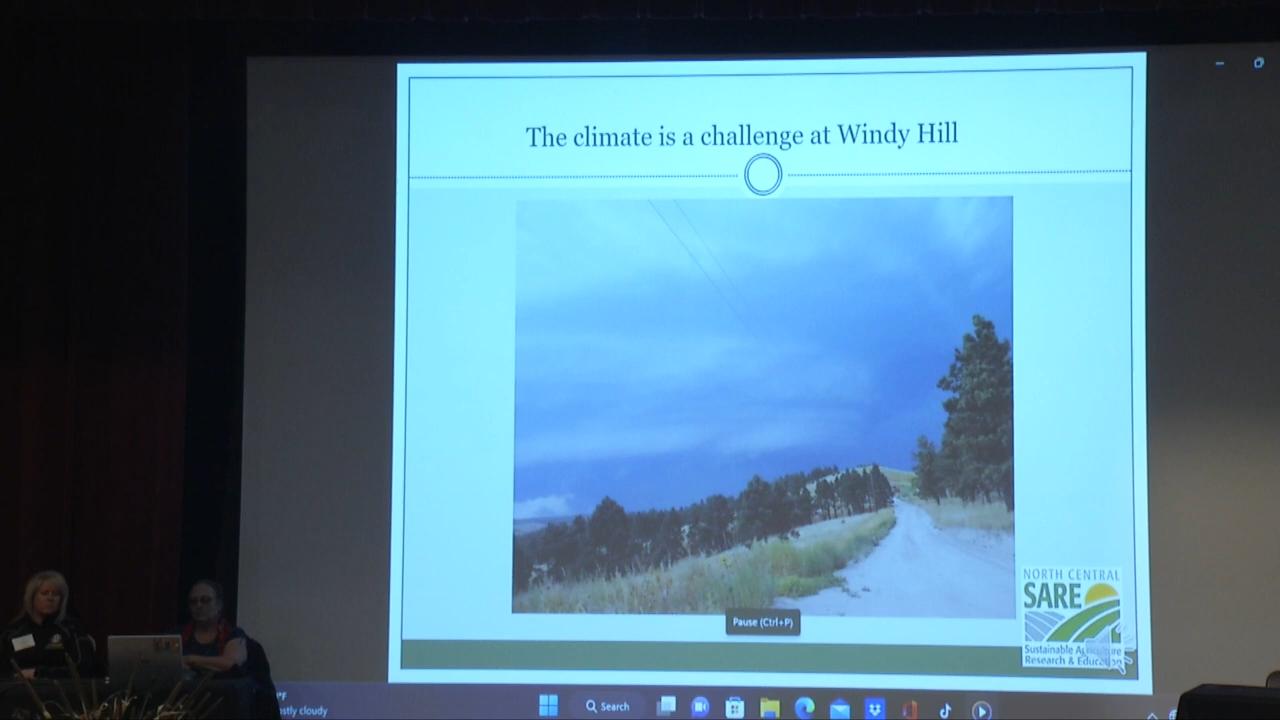 The climate is a challenge at Windy Hill
Pause (Ctrl+P)
NORTH CENTRAL
SARE
Sustainable Agriculture
Research & Education
Search
°F
stly cloudy